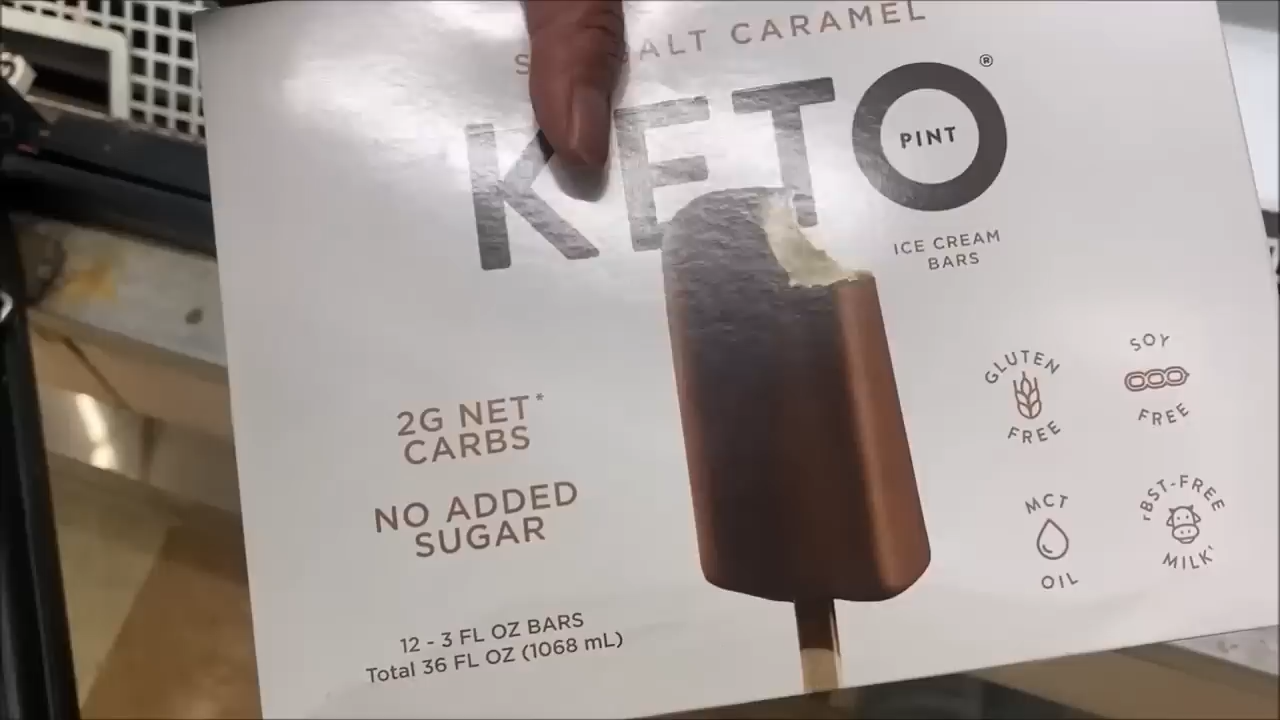 SALT CARAMEL
KETO®
PINT
ICE CREAM
BARS
2G NET*
CARBS
NO ADDED
SUGAR
12 - 3 FL OZ BARS
Total 36 FL OZ (1068 mL)
GLUTEN
FREE
SOY
FREE
MCT
OIL
rBST-FREE
MILK†